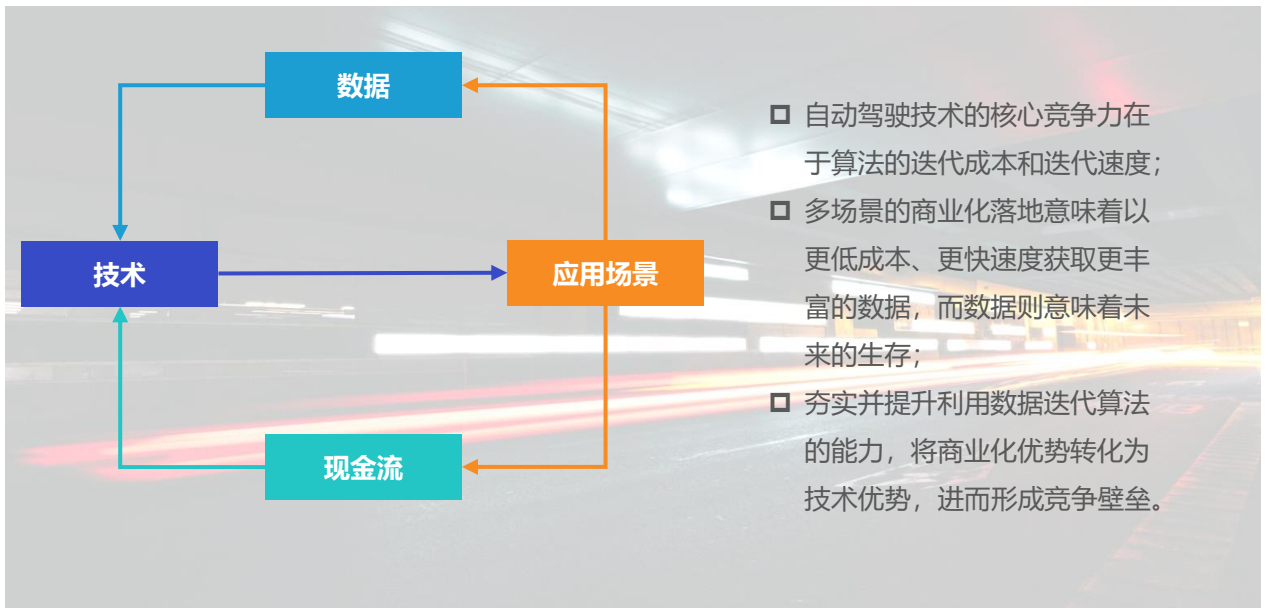 数据
技术
应用场景
现金流
自动驾驶技术的核心竞争力在
于算法的迭代成本和迭代速度；
多场景的商业化落地意味着以
更低成本、更快速度获取更丰
富的数据，而数据则意味着未
来的生存；
夯实并提升利用数据迭代算法
的能力，将商业化优势转化为
技术优势，进而形成竞争壁垒。